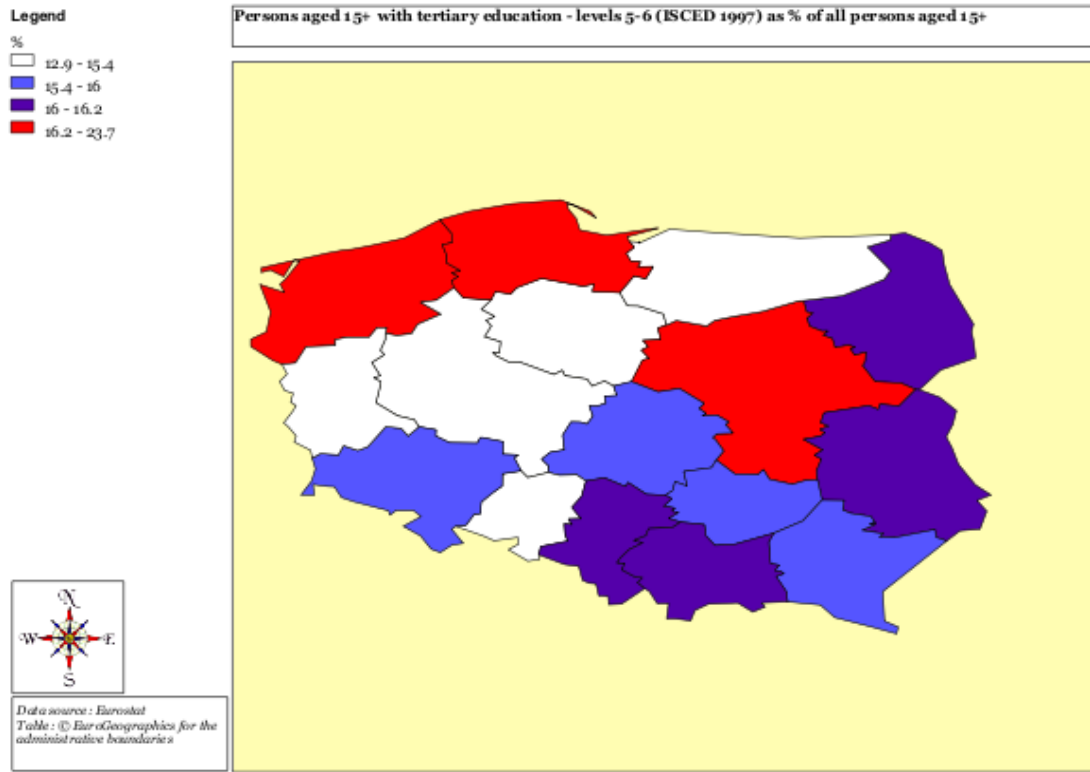 Legend
%
12.9 - 15.4
15.4 - 16
16 - 16.2
16.2 - 23.7
Persons aged 15+ with tertiary education - levels 5-6 (ISCED 1997) as % of all persons aged 15+
N
W E
S
Data source : Eurostat
Table : © EuroGeographics for the
administrative boundaries